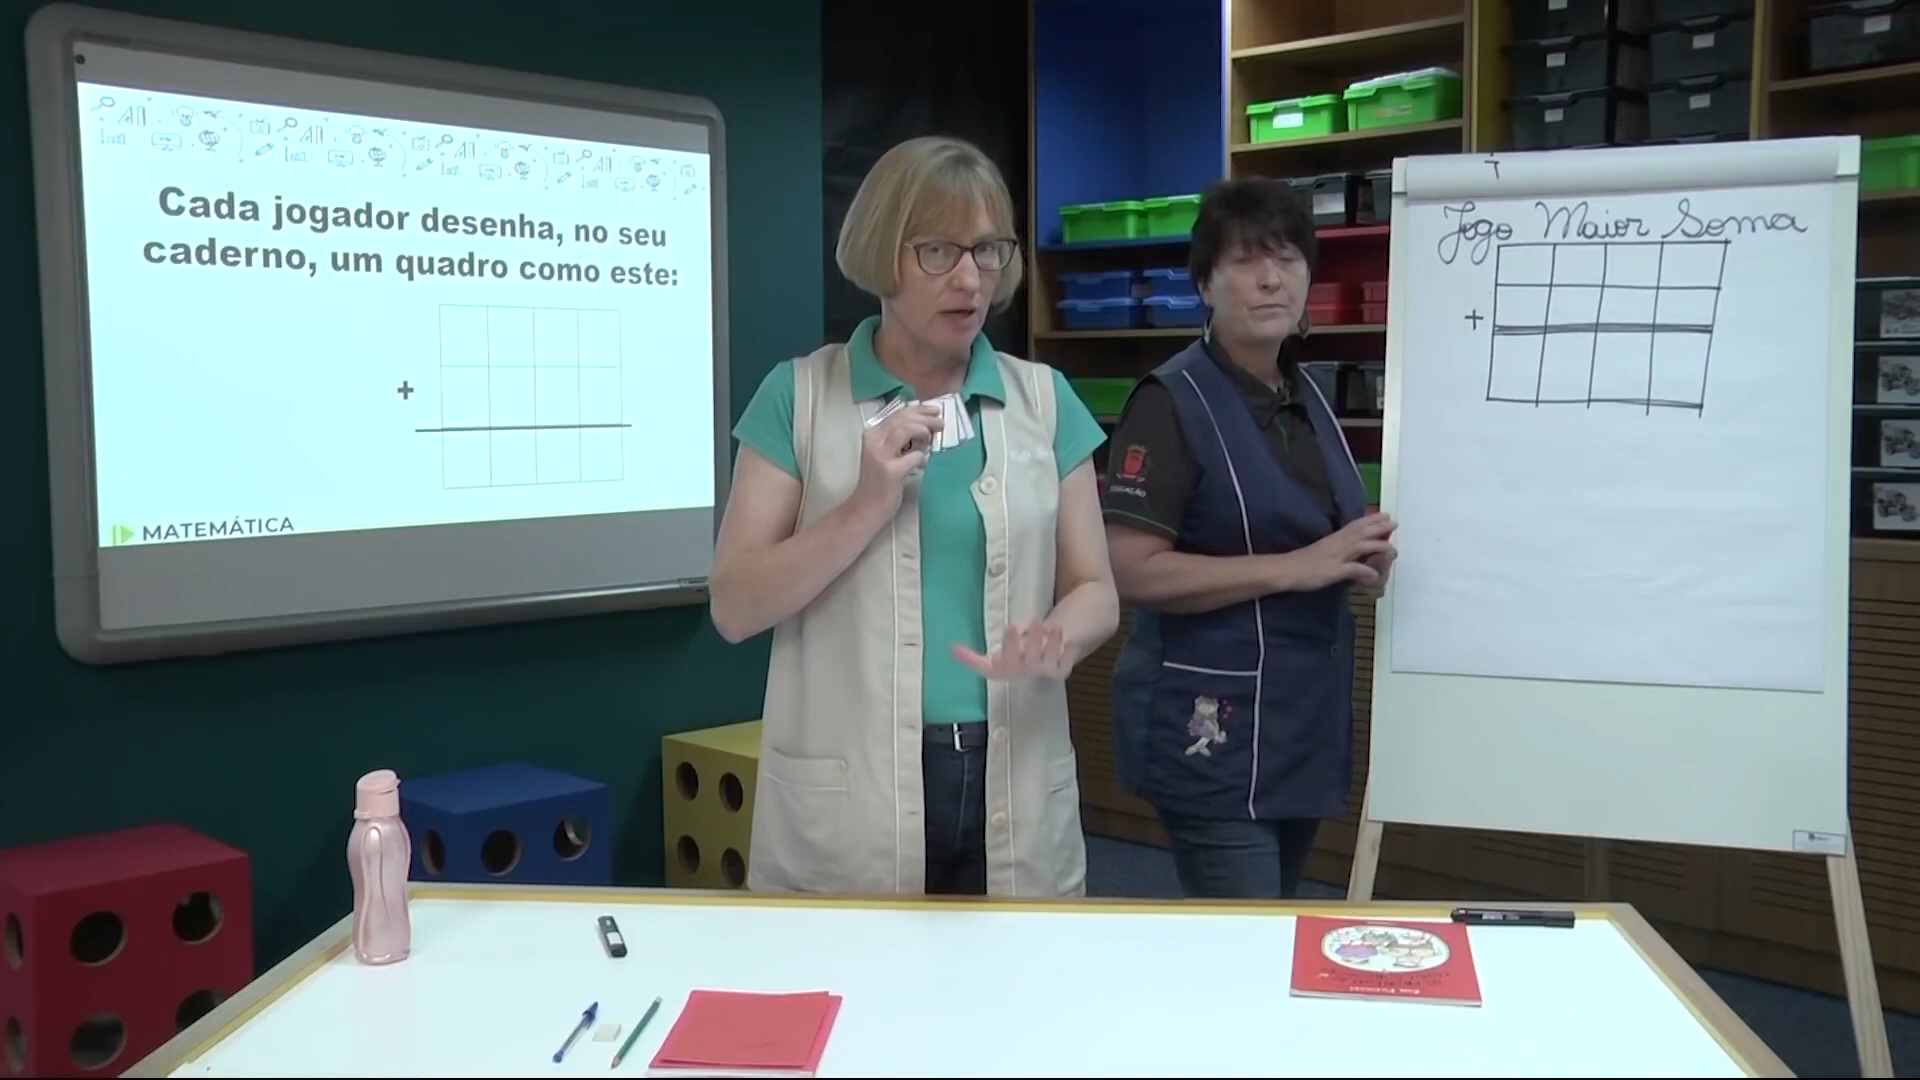 Cada jogador desenha, no seu
caderno, um quadro como este:
+
MATEMÁTICA
Jogo Maior Soma
+